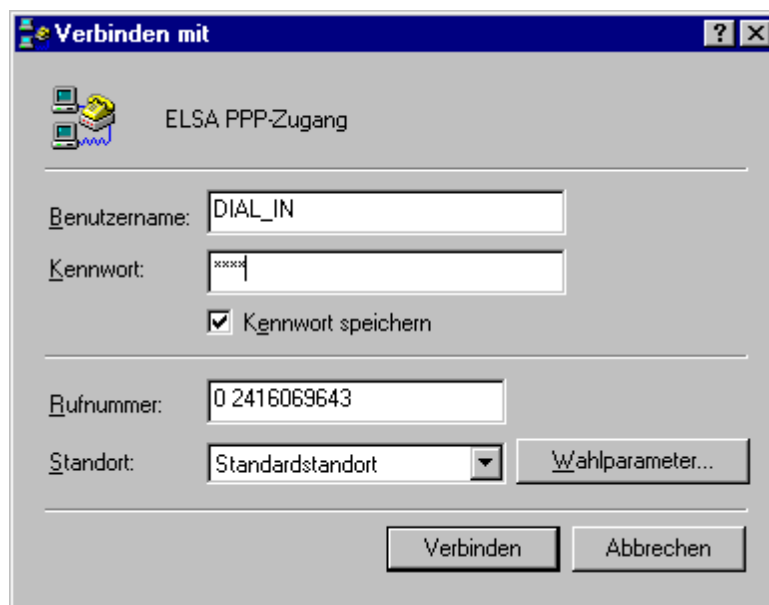 Verbinden mit
ELSA PPP-Zugang
Benutzername: DIAL_IN
Kennwort: ****
Kennwort speichern
Rufnummer: 0 2416069643
Standort: Standardstandort Wahlparameter...
Verbinden Abbrechen